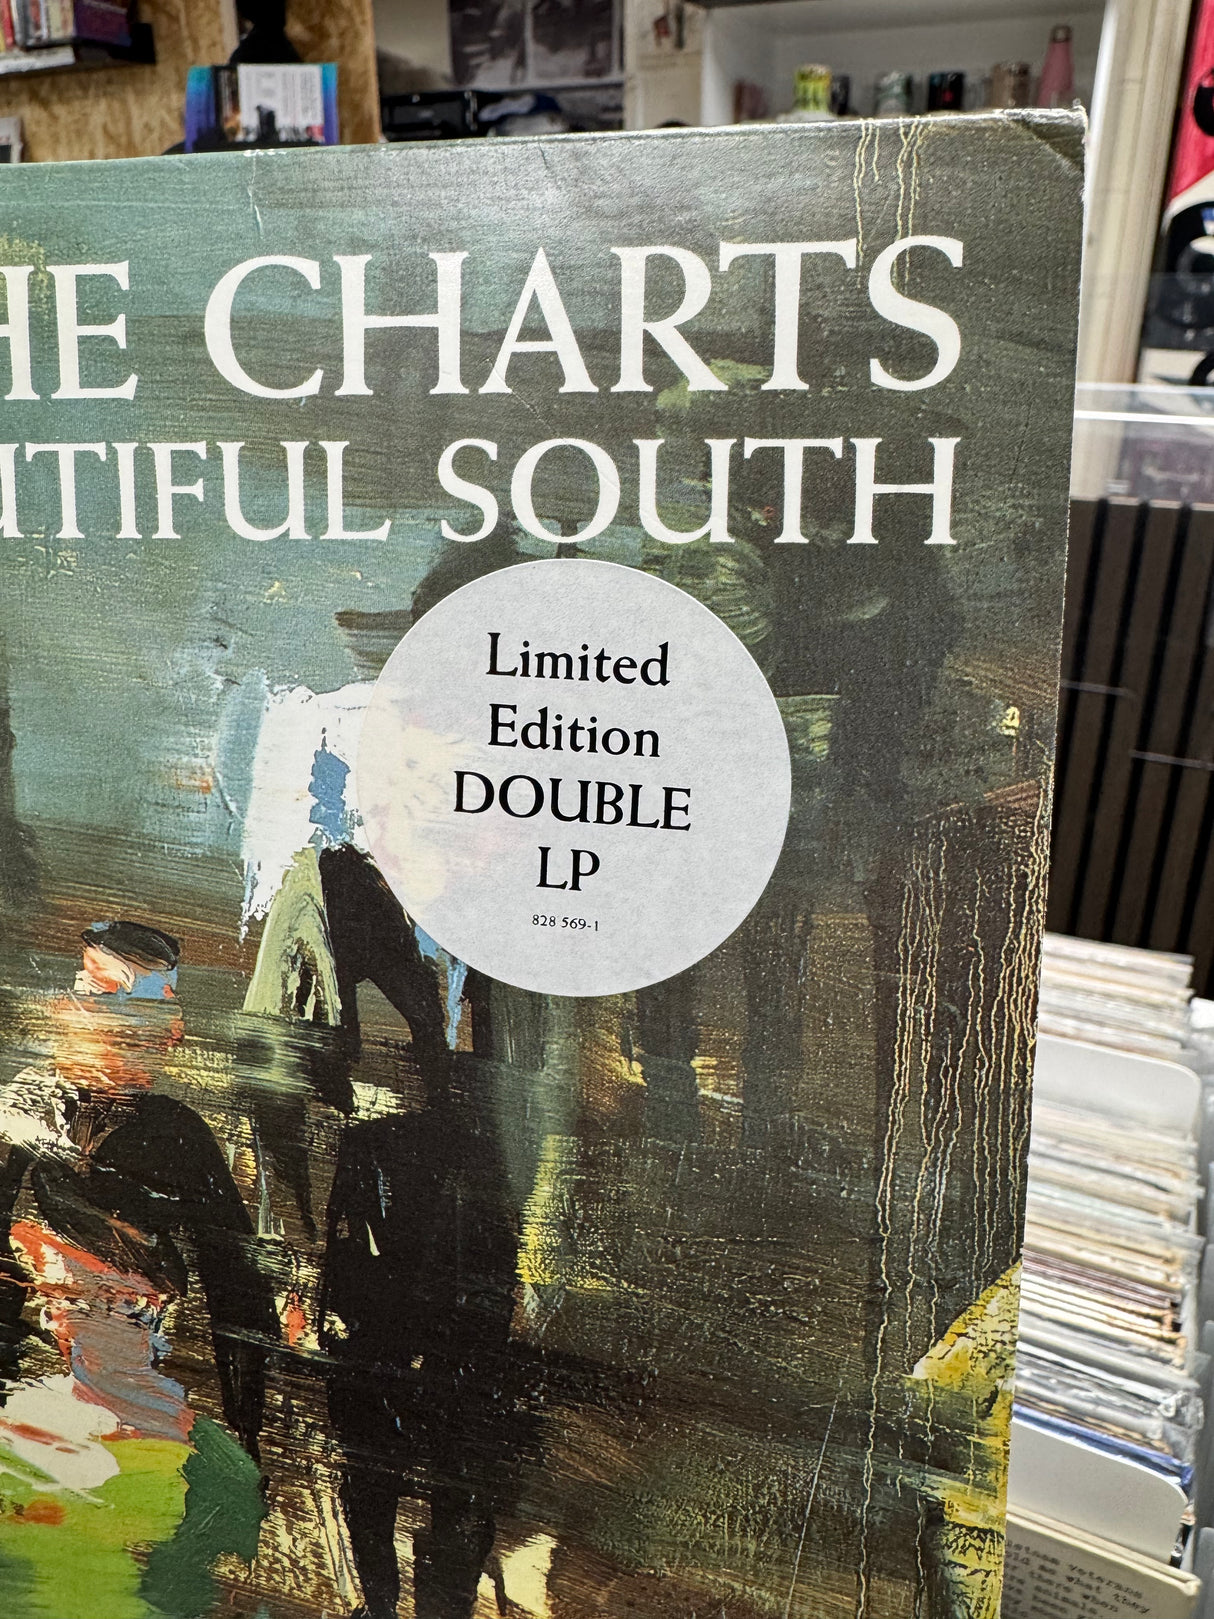 HE CHARTS
UTIFUL SOUTH
Limited
Edition
DOUBLE
LP
828 569-1